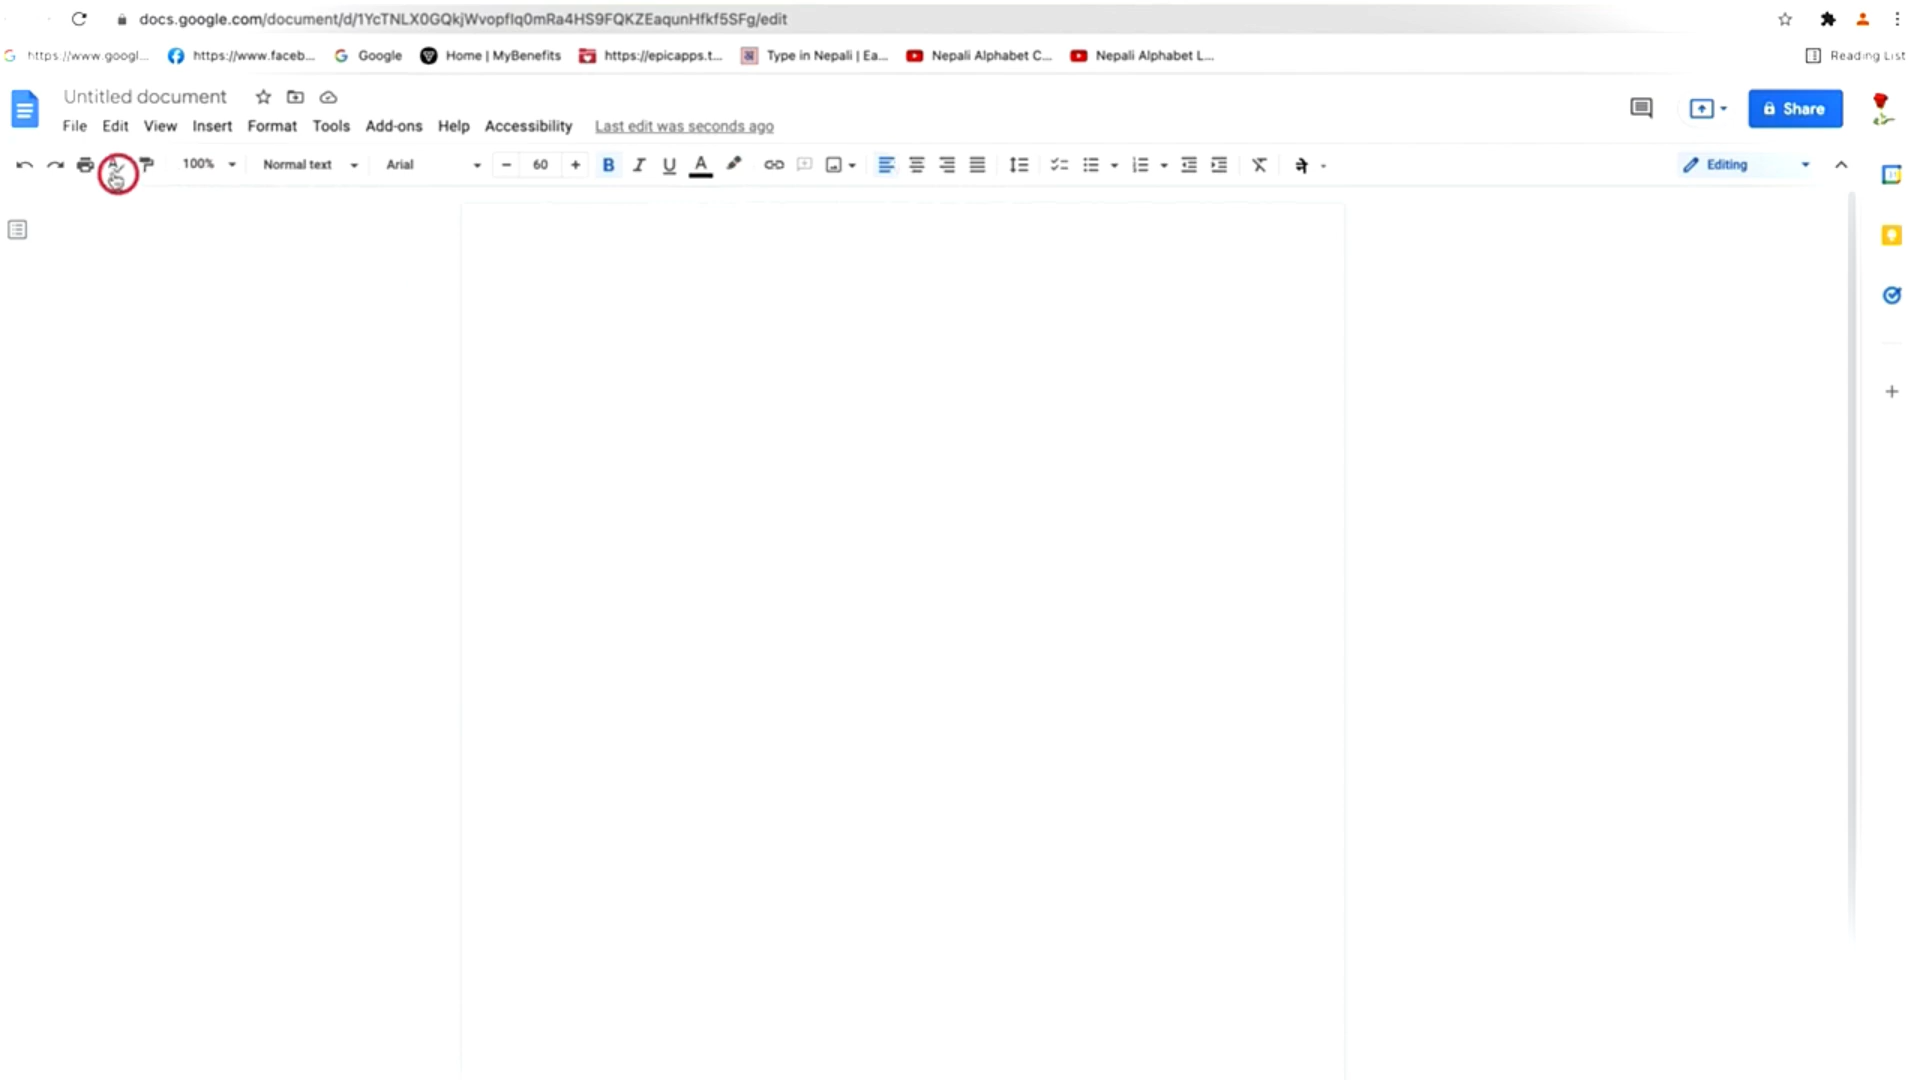 docs.google.com/document/d/1YcTNLX0GQkjWvopfIq0mRa4HS9FQKZEaqunHfkf5SFg/edit
https://www.googl... https://www.faceb... Google Home | MyBenefits https://epicapps.t... Type in Nepali | Ea... Nepali Alphabet C... Nepali Alphabet L... Reading List
Untitled document
File Edit View Insert Format Tools Add-ons Help Accessibility Last edit was seconds ago
Share
100% Normal text Arial 60 B I U A Editing